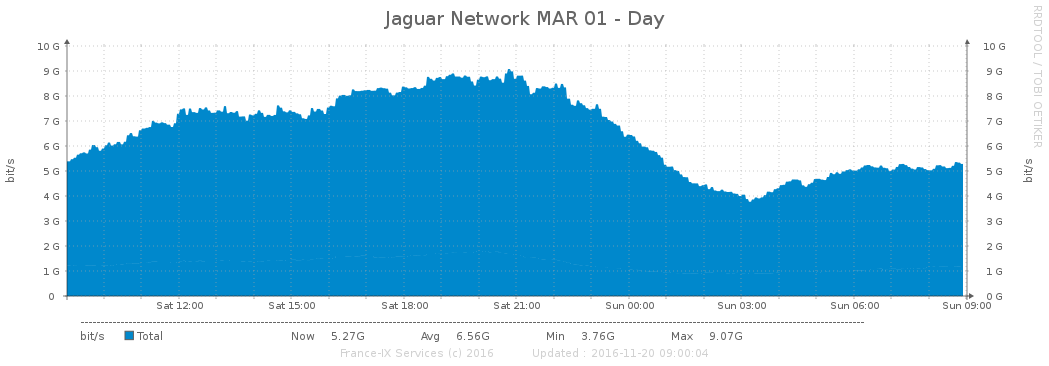 Jaguar Network MAR 01 - Day
RRDTOOL / TOBI OETIKER
bit/s
10 G 10 G
9 G 9 G
8 G 8 G
7 G 7 G
6 G 6 G
5 G 5 G
4 G 4 G
3 G 3 G
2 G 2 G
1 G 1 G
0 0 G
bit/s
Sat 12:00 Sat 15:00 Sat 18:00 Sat 21:00 Sun 00:00 Sun 03:00 Sun 06:00 Sun 09:00
bit/s Total Now 5.27G Avg 6.56G Min 3.76G Max 9.07G
France-IX Services (c) 2016 Updated : 2016-11-20 09:00:04